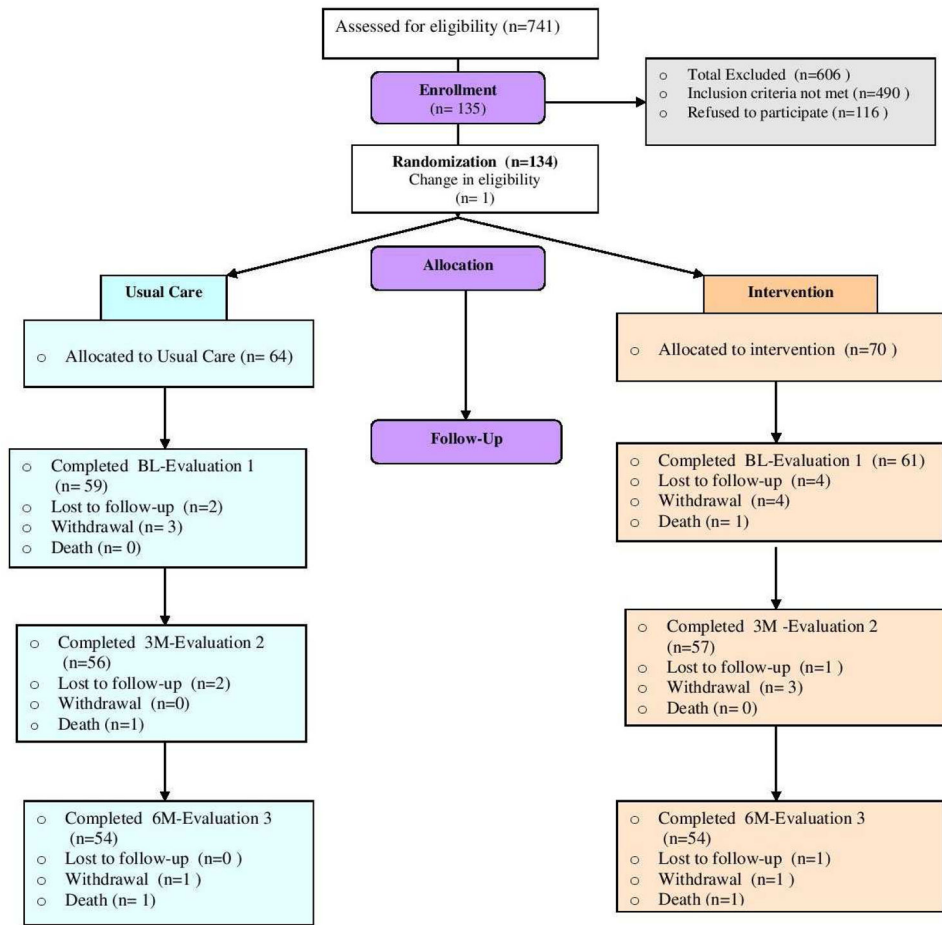 Assessed for eligibility (n=741)
Enrollment
(n= 135)
o Total Excluded (n=606 )
o Inclusion criteria not met (n=490 )
o Refused to participate (n=116 )
Randomization (n=134)
Change in eligibility
(n= 1)
Allocation
Usual Care
Intervention
o Allocated to Usual Care (n= 64)
o Allocated to intervention (n=70 )
Follow-Up
o Completed BL-Evaluation 1
(n= 59)
o Lost to follow-up (n=2)
o Withdrawal (n= 3)
o Death (n= 0)
o Completed BL-Evaluation 1 (n= 61)
o Lost to follow-up (n=4)
o Withdrawal (n=4)
o Death (n= 1)
o Completed 3M-Evaluation 2
(n=56)
o Lost to follow-up (n=2)
o Withdrawal (n=0)
o Death (n=1)
o Completed 3M -Evaluation 2
(n=57)
o Lost to follow-up (n=1 )
o Withdrawal (n= 3)
o Death (n= 0)
o Completed 6M-Evaluation 3
(n=54)
o Lost to follow-up (n=0 )
o Withdrawal (n=1 )
o Death (n= 1)
o Completed 6M-Evaluation 3
(n=54)
o Lost to follow-up (n=1)
o Withdrawal (n=1 )
o Death (n=1)